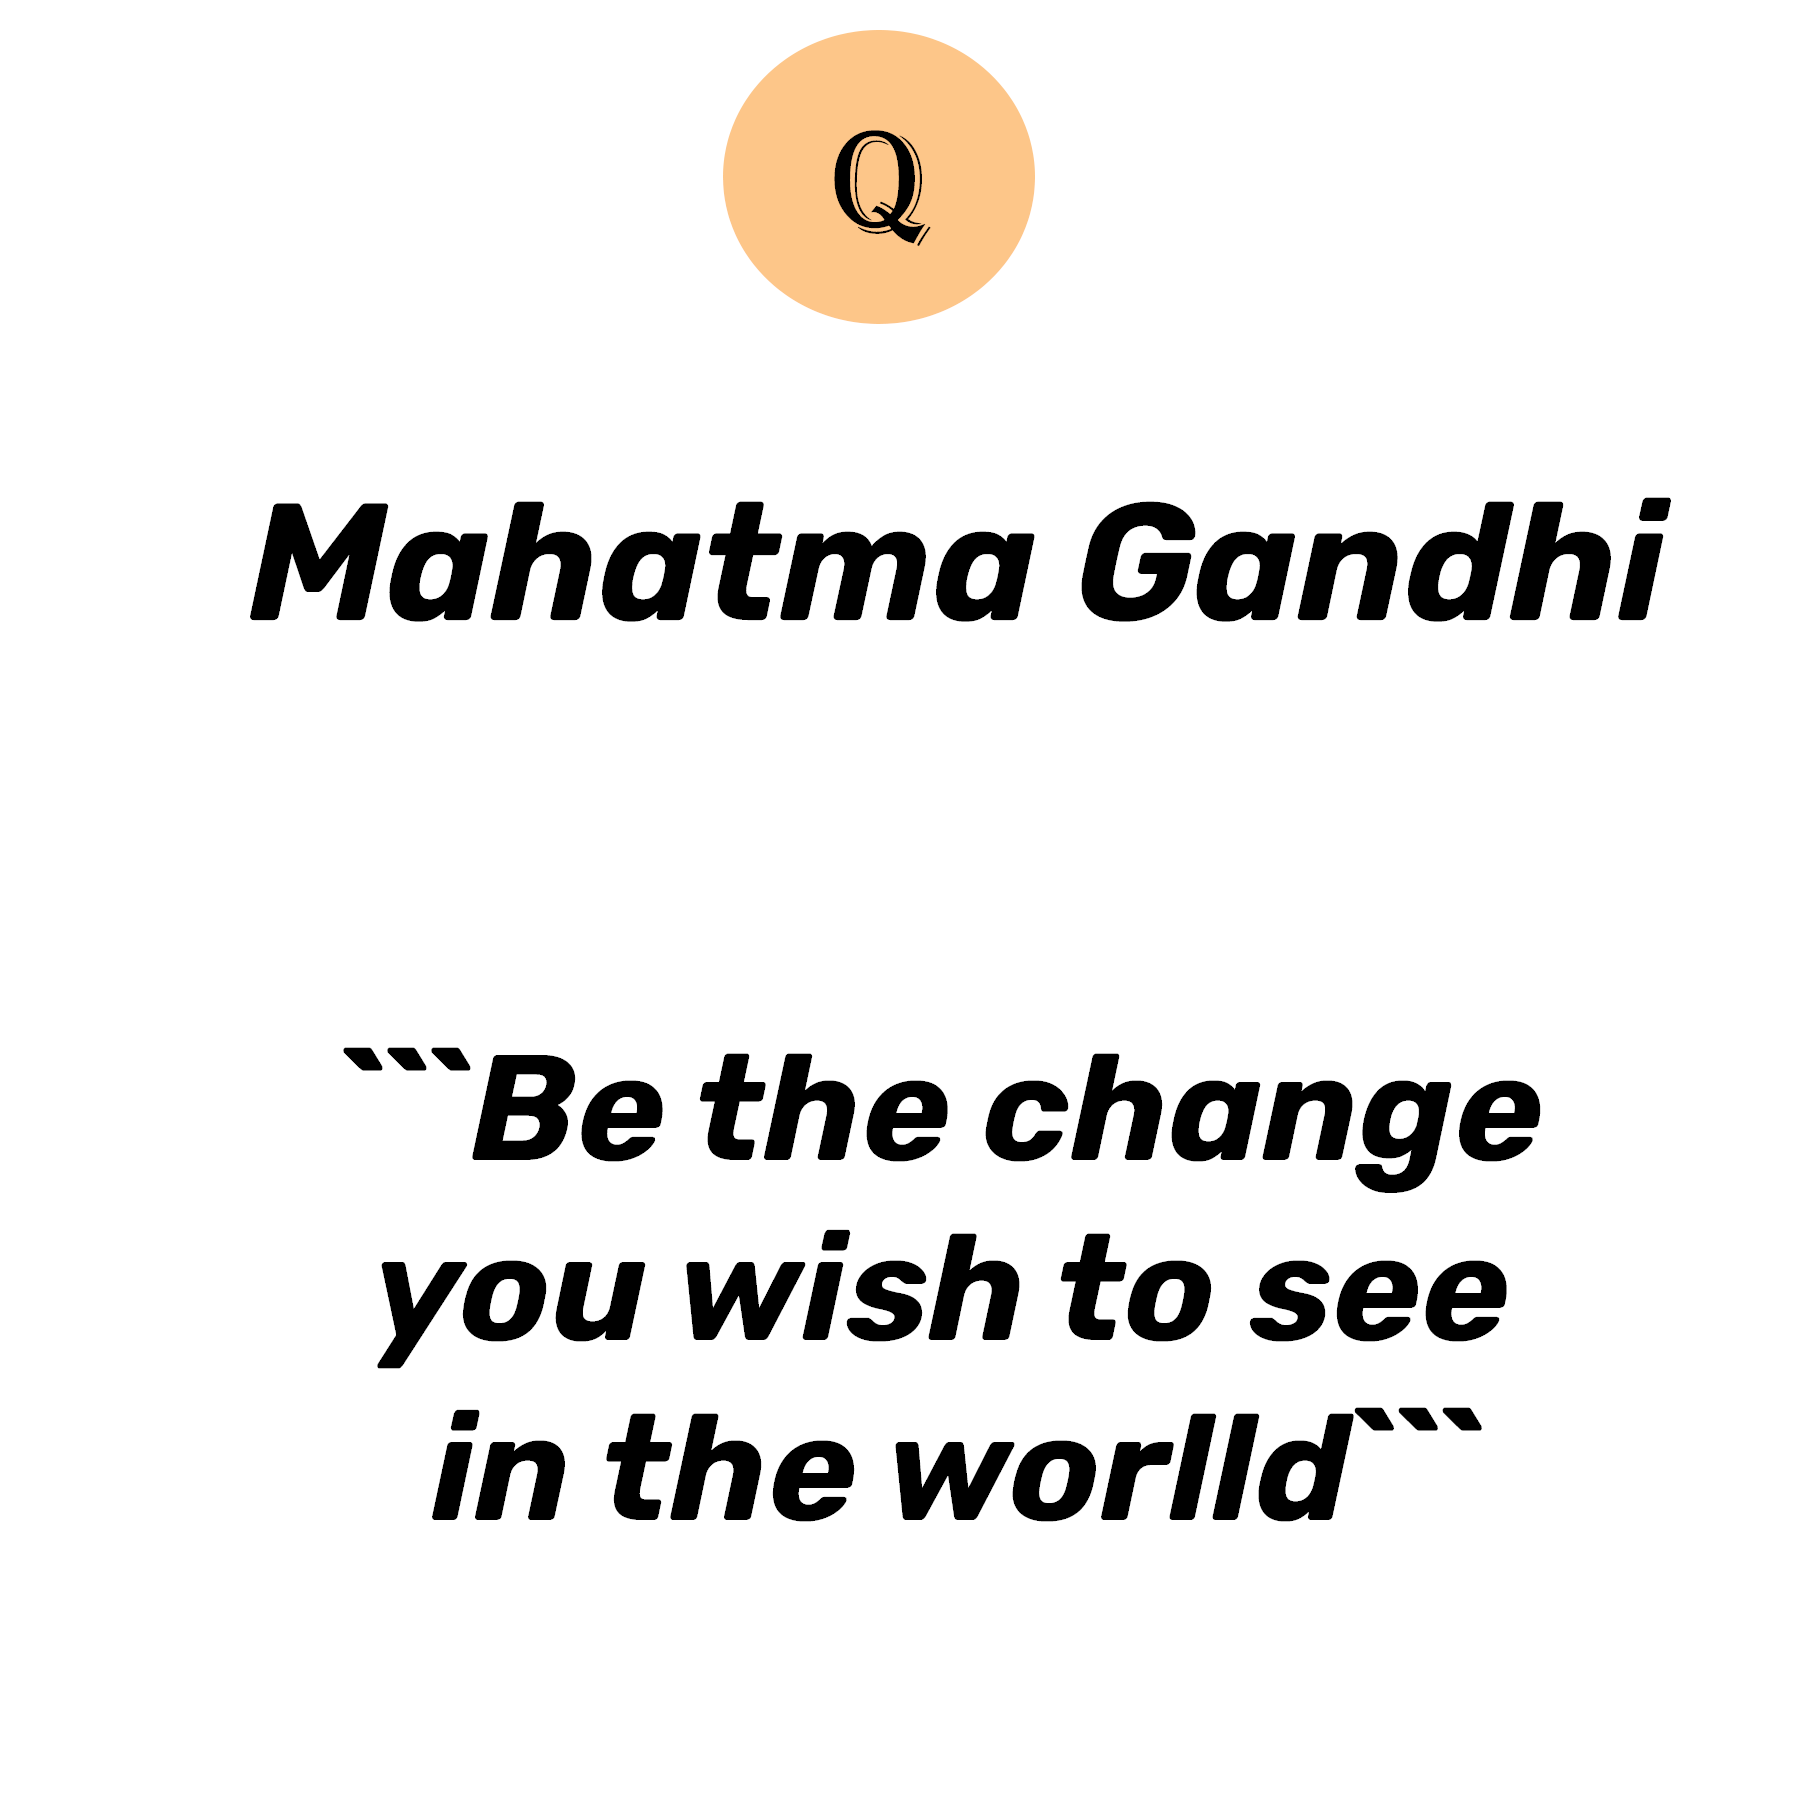 Q
Mahatma Gandhi
```Be the change
you wish to see
in the worlld```